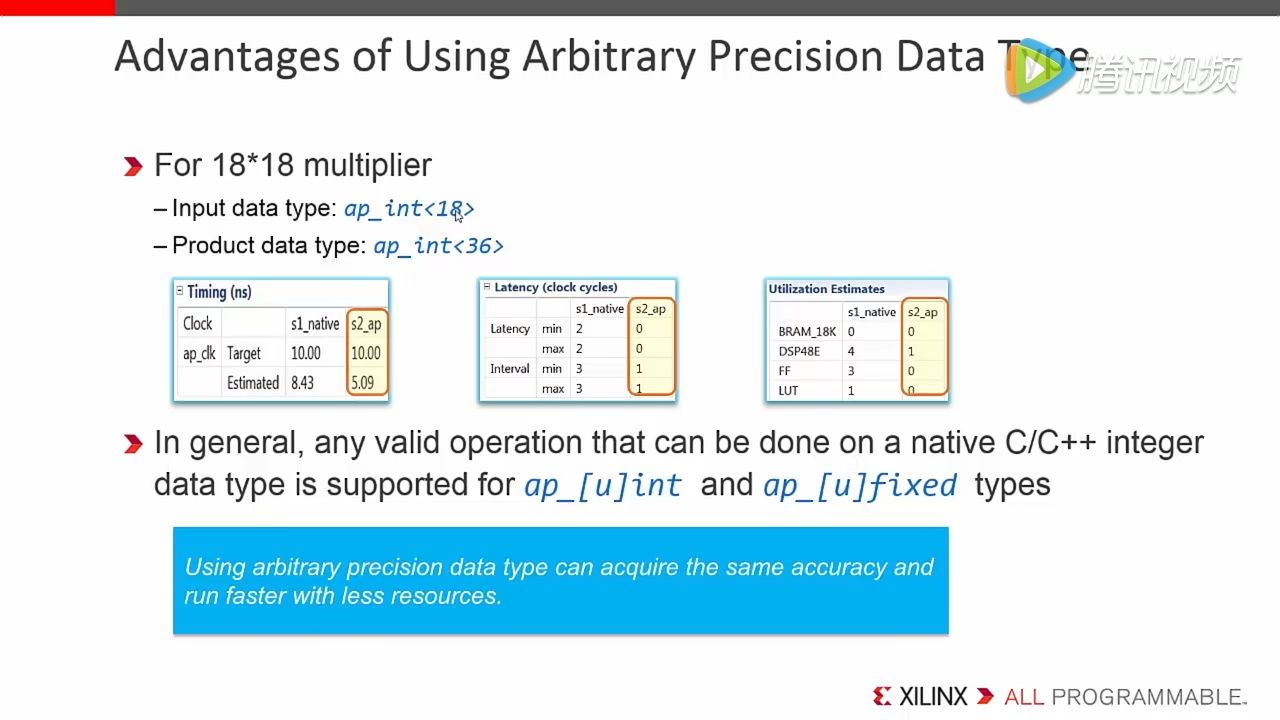 Advantages of Using Arbitrary Precision Data Type
腾讯视频
For 18*18 multiplier
– Input data type: ap_int<18>
– Product data type: ap_int<36>
Timing (ns)
Clock s1_native s2_ap
ap_clk Target 10.00 10.00
Estimated 8.43 5.09
Latency (clock cycles)
s1_native s2_ap
Latency min 2 0
max 2 0
Interval min 3 1
max 3 1
Utilization Estimates
s1_native s2_ap
BRAM_18K 0 0
DSP48E 4 1
FF 3 0
LUT 1 0
In general, any valid operation that can be done on a native C/C++ integer
data type is supported for ap_[u]int and ap_[u]fixed types
Using arbitrary precision data type can acquire the same accuracy and
run faster with less resources.
XILINX ALL PROGRAMMABLE™